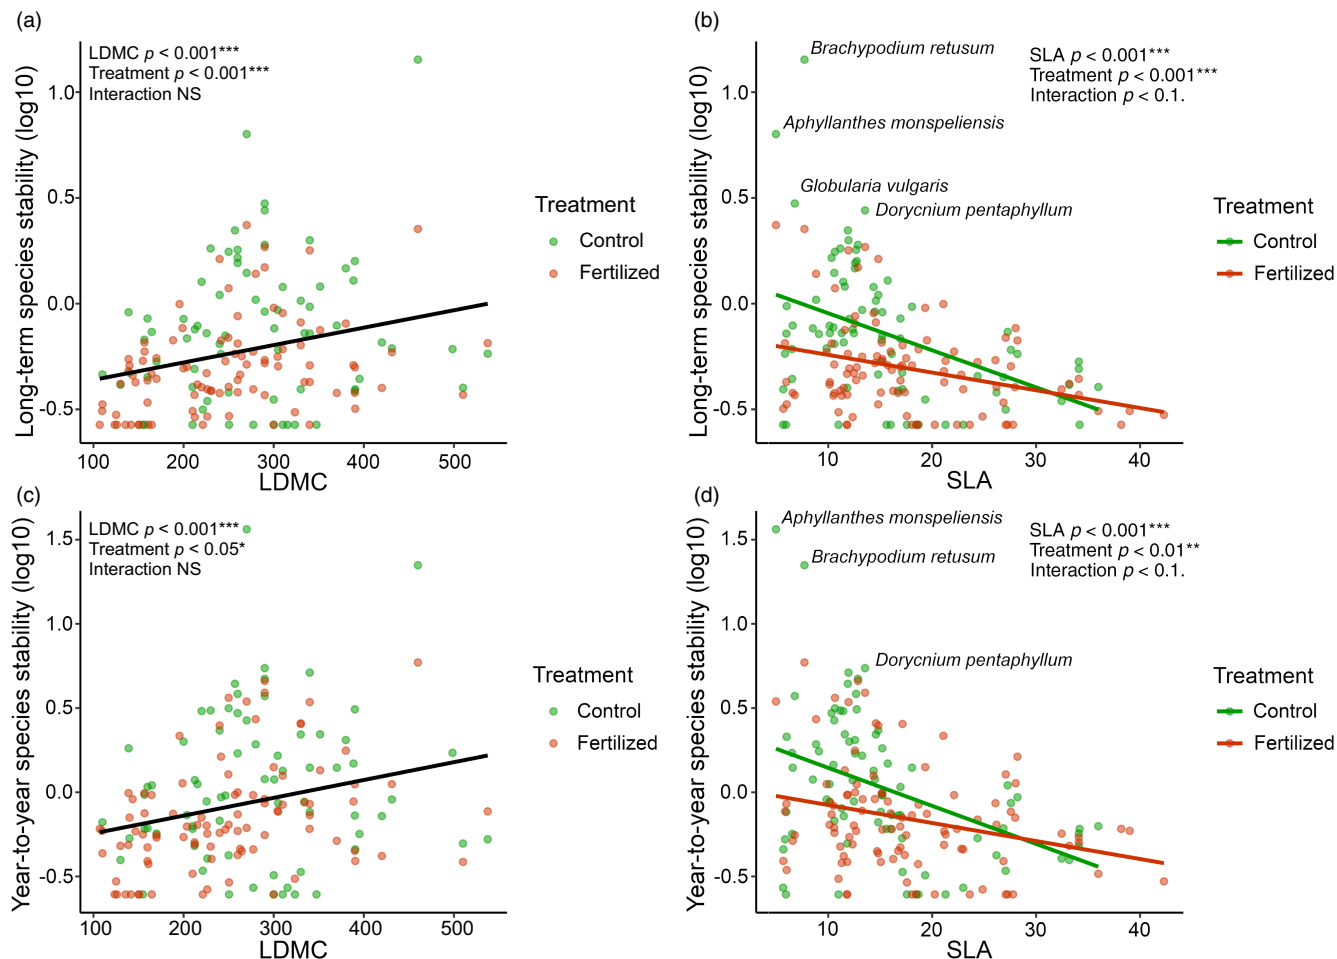 (a)
LDMC p < 0.001***
Treatment p < 0.001***
Interaction NS
Long-term species stability (log10)
1.0
0.5
0.0
-0.5
100 200 300 400 500
LDMC
Treatment
Control
Fertilized
(b)
Brachypodium retusum
Aphyllanthes monspeliensis
Globularia vulgaris
Dorycnium pentaphyllum
SLA p < 0.001***
Treatment p < 0.001***
Interaction p < 0.1.
Long-term species stability (log10)
1.0
0.5
0.0
-0.5
10 20 30 40
SLA
Treatment
Control
Fertilized
(c)
LDMC p < 0.001***
Treatment p < 0.05*
Interaction NS
Year-to-year species stability (log10)
1.5
1.0
0.5
0.0
-0.5
100 200 300 400 500
LDMC
Treatment
Control
Fertilized
(d)
Aphyllanthes monspeliensis
Brachypodium retusum
Dorycnium pentaphyllum
SLA p < 0.001***
Treatment p < 0.01**
Interaction p < 0.1.
Year-to-year species stability (log10)
1.5
1.0
0.5
0.0
-0.5
10 20 30 40
SLA
Treatment
Control
Fertilized